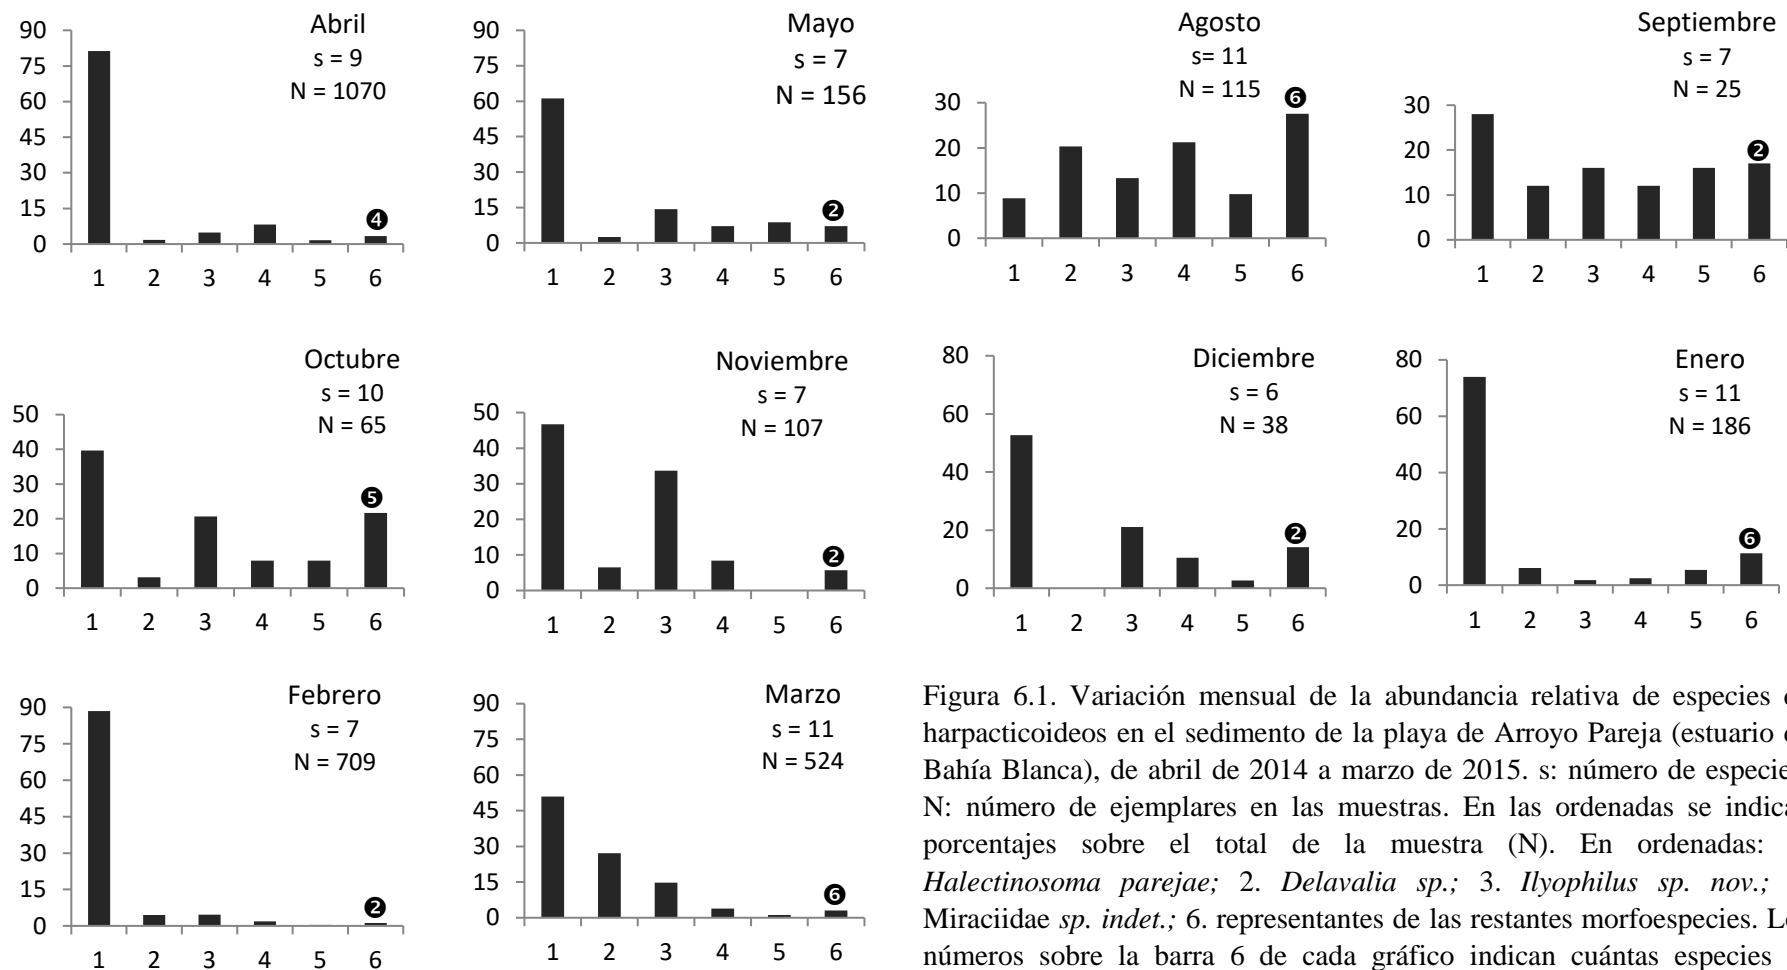 Abril
s = 9
N = 1070
90
75
60
45
30
15
0
❹
1 2 3 4 5 6
Mayo
s = 7
N = 156
90
75
60
45
30
15
0
❷
1 2 3 4 5 6
Agosto
s= 11
N = 115
30
20
10
0
❻
1 2 3 4 5 6
Septiembre
s = 7
N = 25
30
20
10
0
❷
1 2 3 4 5 6
Octubre
s = 10
N = 65
50
40
30
20
10
0
❺
1 2 3 4 5 6
Noviembre
s = 7
N = 107
50
40
30
20
10
0
❷
1 2 3 4 5 6
Diciembre
s = 6
N = 38
80
60
40
20
0
❷
1 2 3 4 5 6
Enero
s = 11
N = 186
80
60
40
20
0
❻
1 2 3 4 5 6
Febrero
s = 7
N = 709
90
75
60
45
30
15
0
❷
1 2 3 4 5 6
Marzo
s = 11
N = 524
90
75
60
45
30
15
0
❻
1 2 3 4 5 6
Figura 6.1. Variación mensual de la abundancia relativa de especies
harpacticoideos en el sedimento de la playa de Arroyo Pareja (estuario
Bahía Blanca), de abril de 2014 a marzo de 2015. s: número de especie
N: número de ejemplares en las muestras. En las ordenadas se indica
porcentajes sobre el total de la muestra (N). En ordenadas:
Halectinosoma parejae; 2. Delavalia sp.; 3. Ilyophilus sp. nov.;
Miraciidae sp. indet.; 6. representantes de las restantes morfoespecies.
números sobre la barra 6 de cada gráfico indican cuántas especies